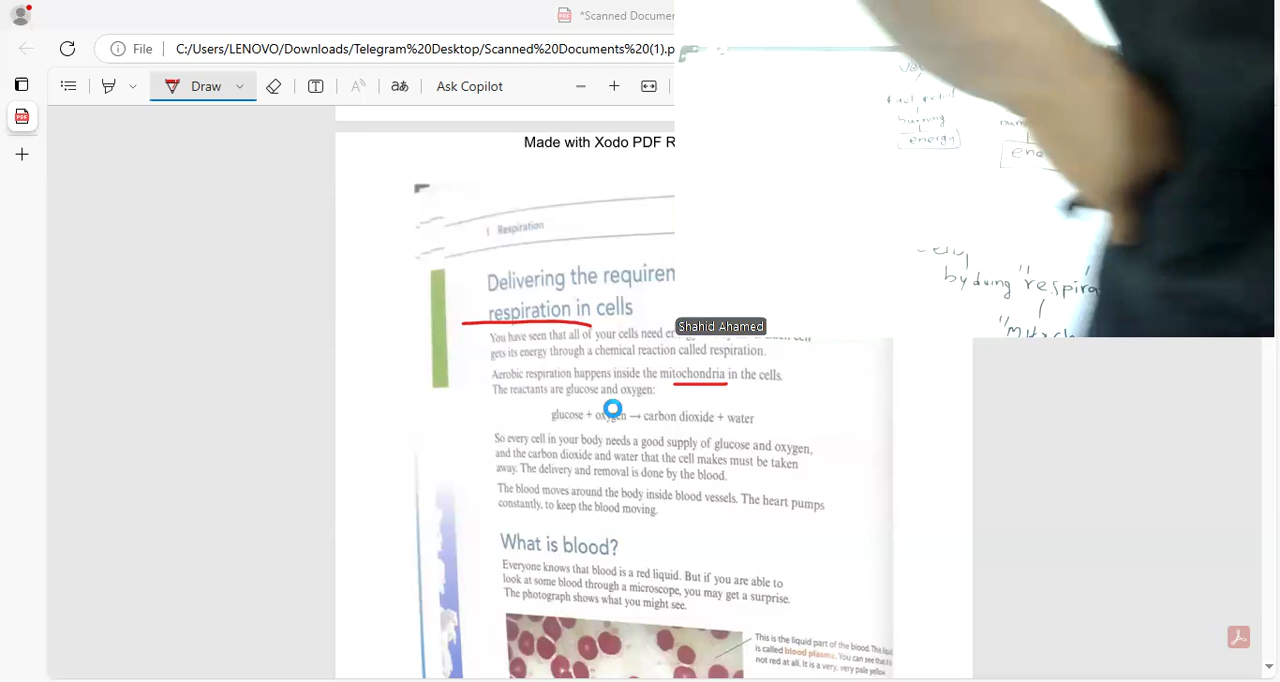 *Scanned Documen
File
C:/Users/LENOVO/Downloads/Telegram%20Desktop/Scanned%20Documents%20(1).p
Draw
Ask Copilot
Made with Xodo PDF R
1 Respiration
Delivering the requirem
respiration in cells
You have seen that all of your cells need
gets its energy through a chemical reaction called respiration.
Aerobic respiration happens inside the mitochondria in the cells.
The reactants are glucose and oxygen:
glucose + oxygen → carbon dioxide + water
So every cell in your body needs a good supply of glucose and oxygen,
and the carbon dioxide and water that the cell makes must be taken
away. The delivery and removal is done by the blood.
The blood moves around the body inside blood vessels. The heart pumps
constantly, to keep the blood moving.
What is blood?
Everyone knows that blood is a red liquid. But if you are able to
look at some blood through a microscope, you may get a surprise.
The photograph shows what you might see.
This is the liquid part of the blood. The
is called blood plasma. You can see that
not red at all. It is a very, very pale yellow
burning
energy
ene
by duing "respira
Shahid Ahamed